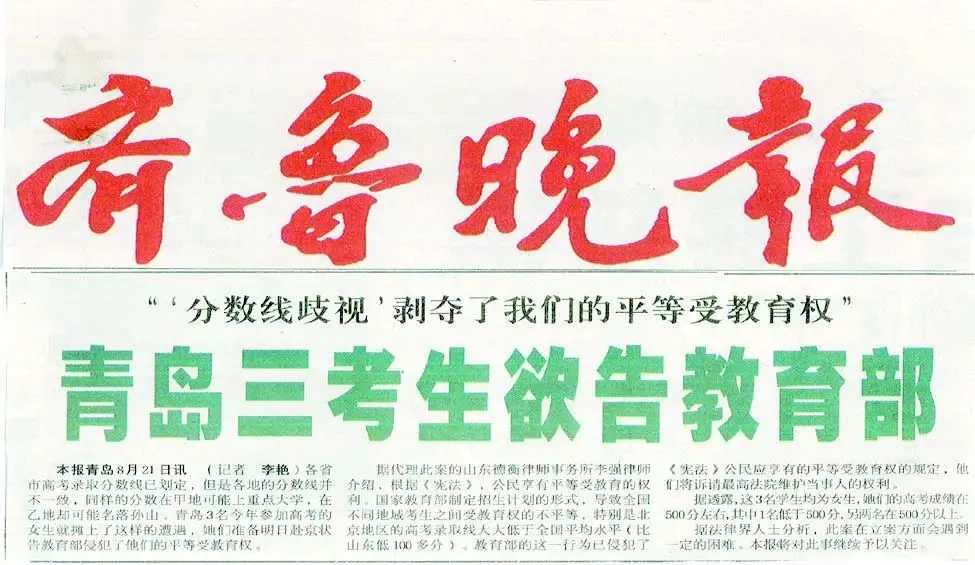 齐鲁晚报
“‘分数线歧视’剥夺了我们的平等受教育权”
青岛三考生欲告教育部
本报青岛8月21日讯 （记者 李艳）各省
市高考录取分数线已划定，但是各地的分数线并
不一致，同样的分数在甲地可能上重点大学，在
乙地却可能名落孙山。青岛3名今年参加高考的
女生就摊上了这样的遭遇，她们准备明日赴京状
告教育部侵犯了他们的平等受教育权。
据代理此案的山东德衡律师事务所李强律师
介绍，根据《宪法》，公民享有平等受教育的权
利。国家教育部制定招生计划的形式，导致全国
不同地域考生之间受教育权的不平等，特别是北
京地区的高考录取线大大低于全国平均水平（比
山东低100多分）。教育部的这一行为已侵犯了
《宪法》公民应享有的平等受教育权的规定，他
们将诉请最高法院维护当事人的权利。
据透露，这3名学生均为女生，她们的高考成绩在
500分左右，其中1名低于500分，另两名在500分以上。
据法律界人士分析，此案在立案方面会遇到
一定的困难。本报将对此事继续予以关注。